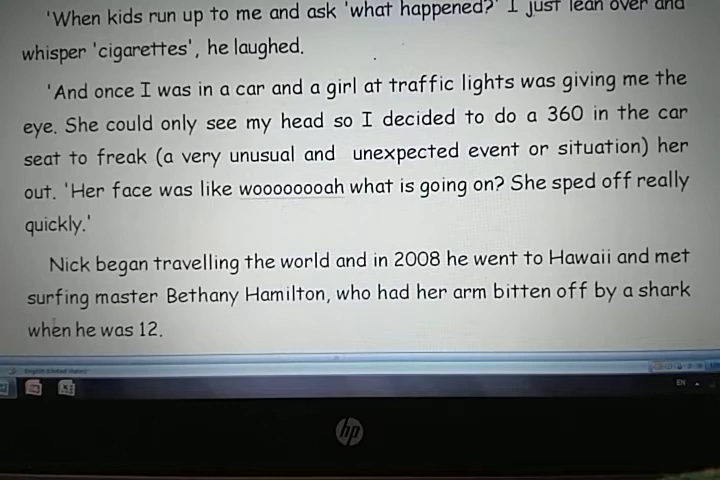 'When kids run up to me and ask 'what happened?' I just lean over and
whisper 'cigarettes', he laughed.
'And once I was in a car and a girl at traffic lights was giving me the
eye. She could only see my head so I decided to do a 360 in the car
seat to freak (a very unusual and unexpected event or situation) her
out. 'Her face was like woooooooah what is going on? She sped off really
quickly.'
Nick began travelling the world and in 2008 he went to Hawaii and met
surfing master Bethany Hamilton, who had her arm bitten off by a shark
when he was 12.
English (United States)
EN
hp